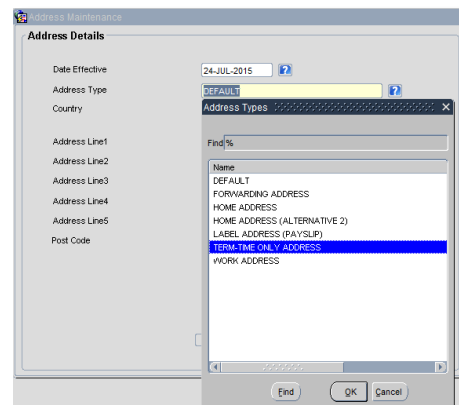 Address Maintenance
Address Details
Date Effective 24-JUL-2015 ?
Address Type DEFAULT ?
Country
Address Line1
Address Line2
Address Line3
Address Line4
Address Line5
Post Code
Address Types
Find %
Name
DEFAULT
FORWARDING ADDRESS
HOME ADDRESS
HOME ADDRESS (ALTERNATIVE 2)
LABEL ADDRESS (PAYSLIP)
TERM-TIME ONLY ADDRESS
WORK ADDRESS
Find OK Cancel